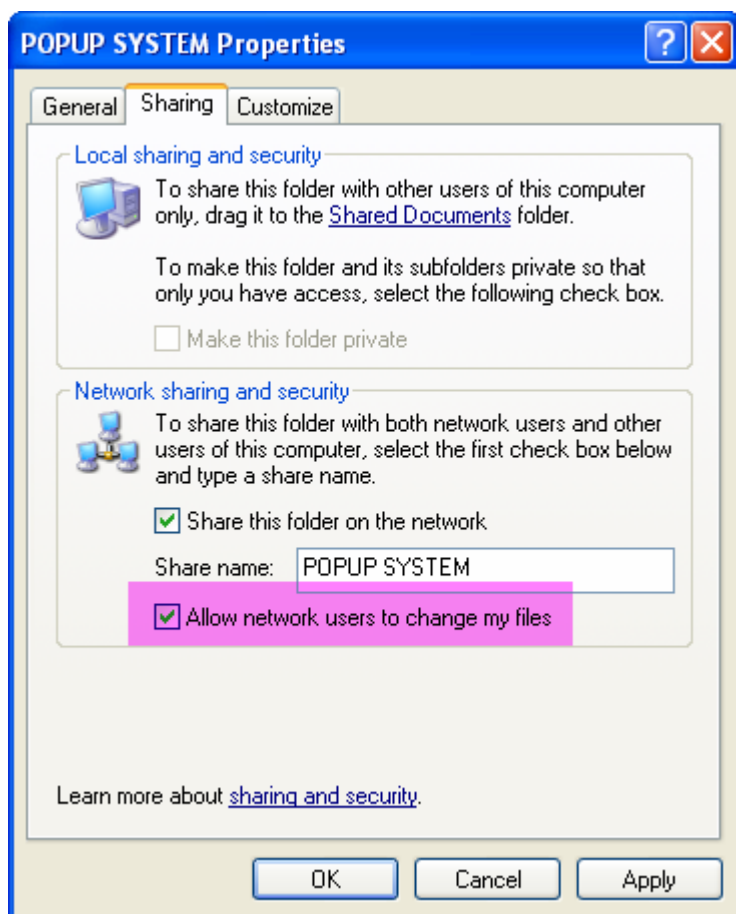 POPUP SYSTEM Properties
General Sharing Customize
Local sharing and security
To share this folder with other users of this computer
only, drag it to the Shared Documents folder.
To make this folder and its subfolders private so that
only you have access, select the following check box.
Make this folder private
Network sharing and security
To share this folder with both network users and other
users of this computer, select the first check box below
and type a share name.
Share this folder on the network
Share name: POPUP SYSTEM
Allow network users to change my files
Learn more about sharing and security.
OK Cancel Apply